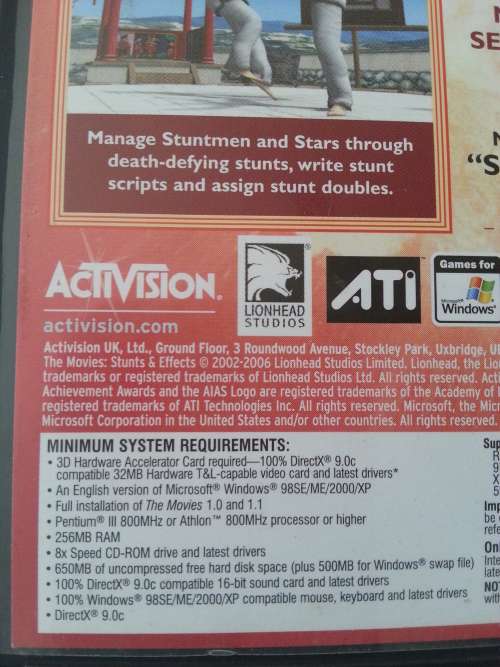 SE
Manage Stuntmen and Stars through
death-defying stunts, write stunt
scripts and assign stunt doubles.
"S
ACTIVISION.
activision.com
LIONHEAD
STUDIOS
ATI
Games for
Microsoft
Windows
Activision UK, Ltd., Ground Floor, 3 Roundwood Avenue, Stockley Park, Uxbridge,
The Movies: Stunts & Effects © 2002-2006 Lionhead Studios Limited. Lionhead, the
trademarks or registered trademarks of Lionhead Studios Ltd. All rights reserved.
Achievement Awards and the AIAS Logo are registered trademarks of the Academy of
registered trademarks of ATI Technologies Inc. All rights reserved. Microsoft, the
Microsoft Corporation in the United States and/or other countries. All rights reserved.
MINIMUM SYSTEM REQUIREMENTS:
• 3D Hardware Accelerator Card required—100% DirectX® 9.0c
compatible 32MB Hardware T&L-capable video card and latest drivers*
• An English version of Microsoft® Windows® 98SE/ME/2000/XP
• Full installation of The Movies 1.0 and 1.1
• Pentium® III 800MHz or Athlon™ 800MHz processor or higher
• 256MB RAM
• 8x Speed CD-ROM drive and latest drivers
• 650MB of uncompressed free hard disk space (plus 500MB for Windows® swap file)
• 100% DirectX® 9.0c compatible 16-bit sound card and latest drivers
• 100% Windows® 98SE/ME/2000/XP compatible mouse, keyboard and latest drivers
• DirectX® 9.0c